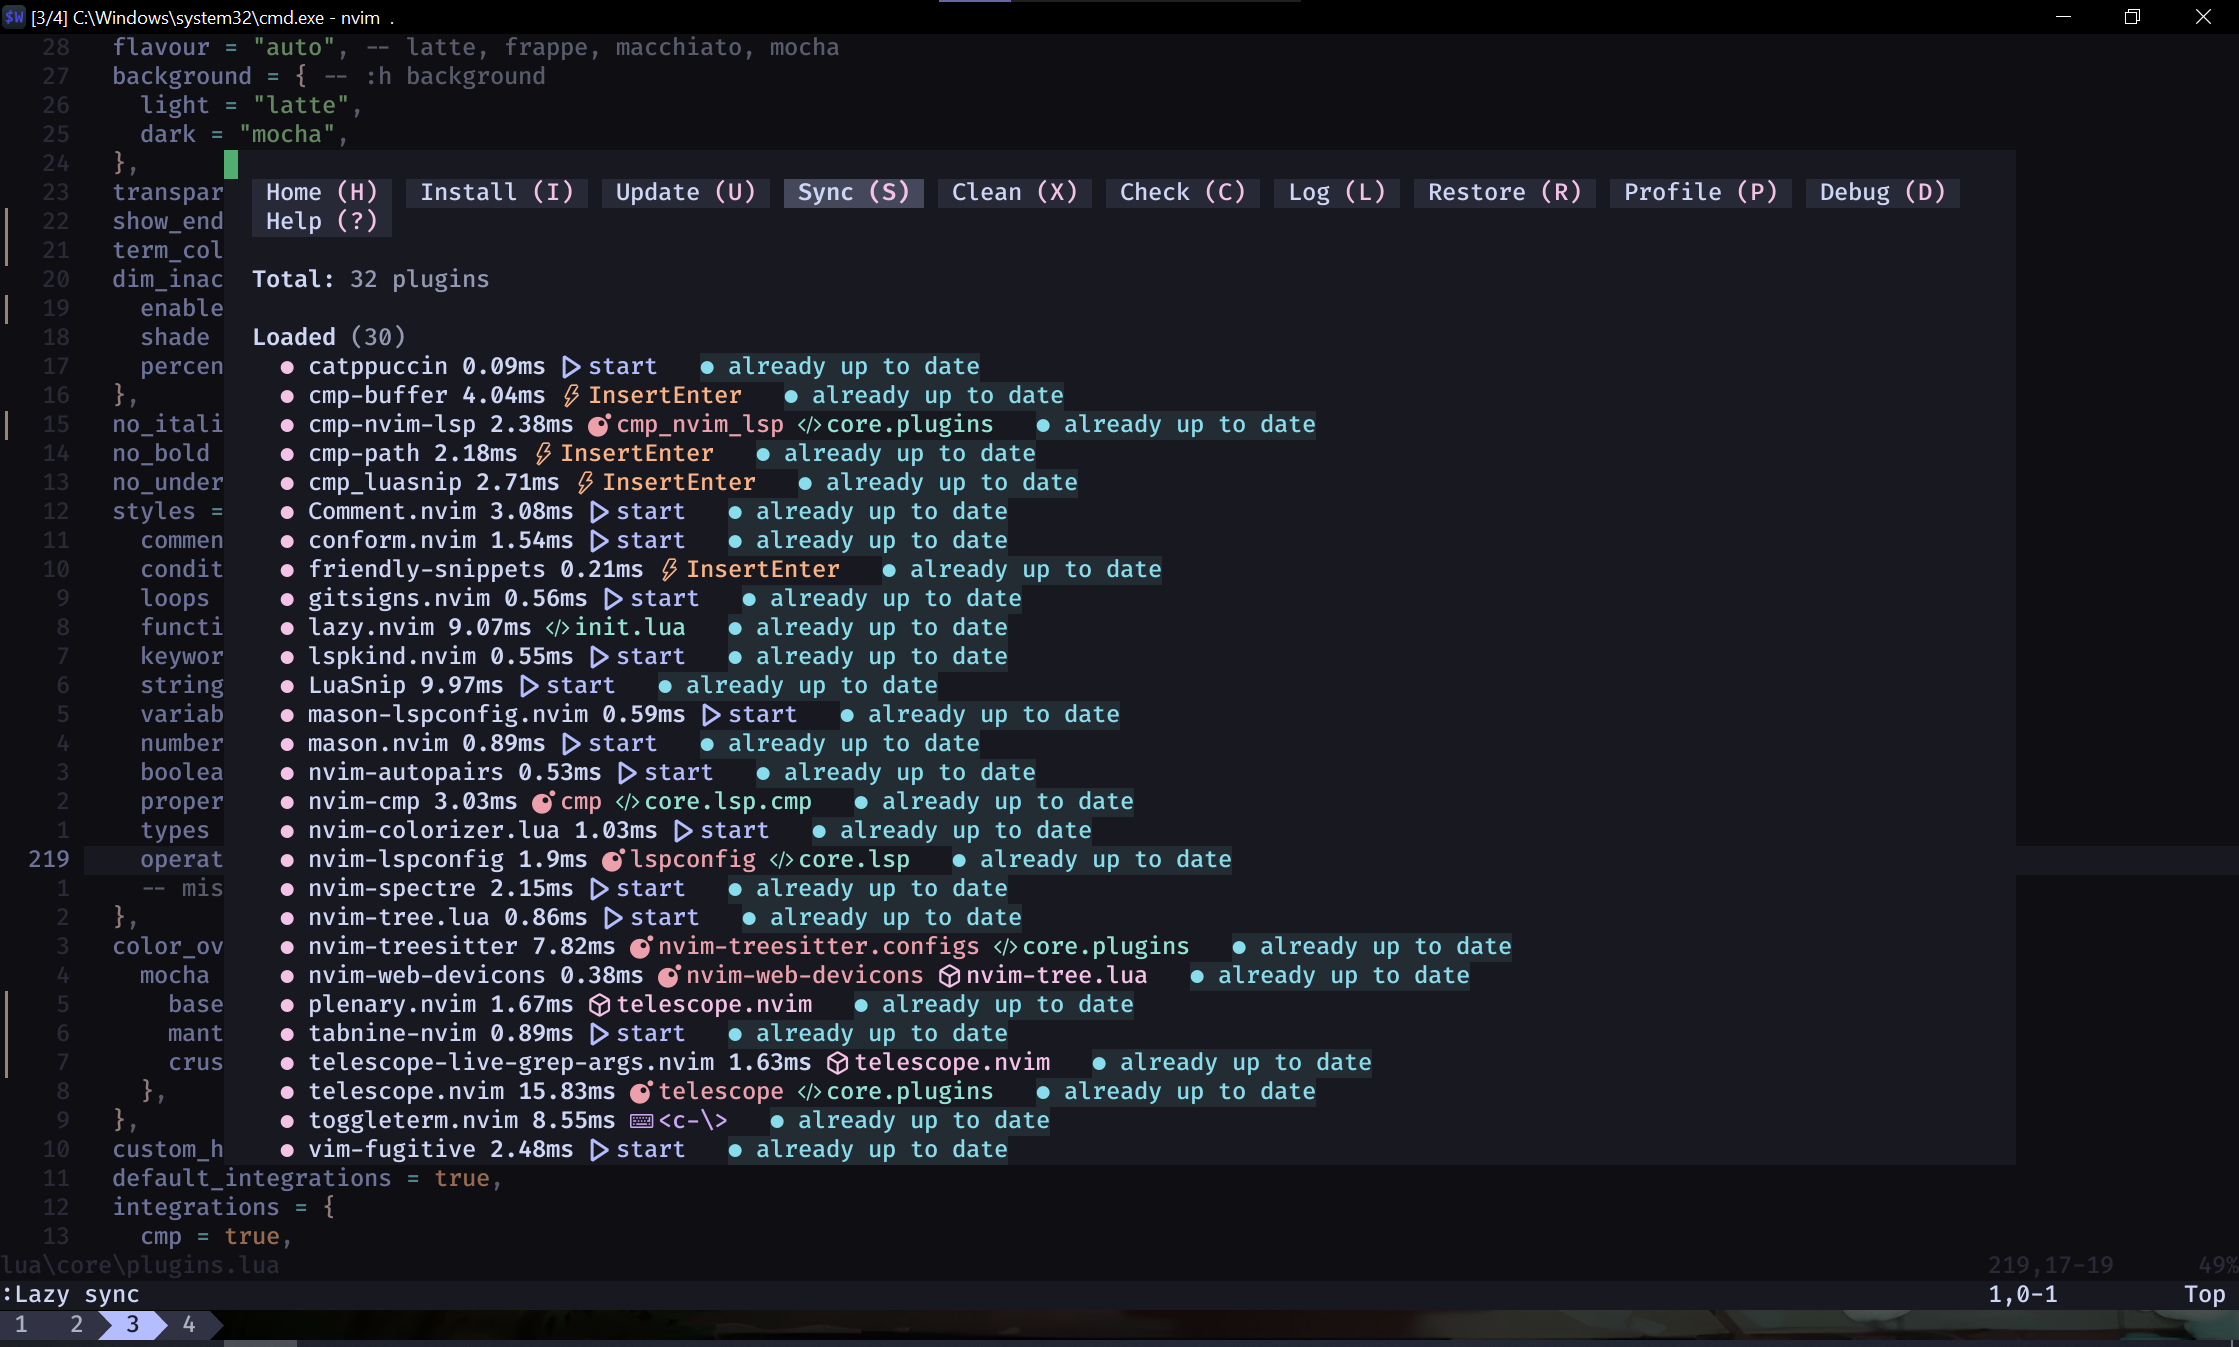 $W [3/4] C:\Windows\system32\cmd.exe - nvim .
28 flavour = "auto", -- latte, frappe, macchiato, mocha
27 background = { -- :h background
26 light = "latte",
25 dark = "mocha",
24 },
23 transpar Home (H) Install (I) Update (U) Sync (S) Clean (X) Check (C) Log (L) Restore (R) Profile (P) Debug (D)
22 show_end Help (?)
21 term_col
20 dim_inac Total: 32 plugins
19 enable
18 shade Loaded (30)
17 percen ● catppuccin 0.09ms start ● already up to date
16 }, ● cmp-buffer 4.04ms InsertEnter ● already up to date
15 no_itali ● cmp-nvim-lsp 2.38ms cmp_nvim_lsp </> core.plugins ● already up to date
14 no_bold ● cmp-path 2.18ms InsertEnter ● already up to date
13 no_under ● cmp_luasnip 2.71ms InsertEnter ● already up to date
12 styles = ● Comment.nvim 3.08ms start ● already up to date
11 commen ● conform.nvim 1.54ms start ● already up to date
10 condit ● friendly-snippets 0.21ms InsertEnter ● already up to date
9 loops ● gitsigns.nvim 0.56ms start ● already up to date
8 functi ● lazy.nvim 9.07ms </> init.lua ● already up to date
7 keywor ● lspkind.nvim 0.55ms start ● already up to date
6 string ● LuaSnip 9.97ms start ● already up to date
5 variab ● mason-lspconfig.nvim 0.59ms start ● already up to date
4 number ● mason.nvim 0.89ms start ● already up to date
3 boolea ● nvim-autopairs 0.53ms start ● already up to date
2 proper ● nvim-cmp 3.03ms cmp </> core.lsp.cmp ● already up to date
1 types ● nvim-colorizer.lua 1.03ms start ● already up to date
219 operat ● nvim-lspconfig 1.9ms lspconfig </> core.lsp ● already up to date
1 -- mis ● nvim-spectre 2.15ms start ● already up to date
2 }, ● nvim-tree.lua 0.86ms start ● already up to date
3 color_ov ● nvim-treesitter 7.82ms nvim-treesitter.configs </> core.plugins ● already up to date
4 mocha ● nvim-web-devicons 0.38ms nvim-web-devicons nvim-tree.lua ● already up to date
5 base ● plenary.nvim 1.67ms telescope.nvim ● already up to date
6 mant ● tabnine-nvim 0.89ms start ● already up to date
7 crus ● telescope-live-grep-args.nvim 1.63ms telescope.nvim ● already up to date
8 }, ● telescope.nvim 15.83ms telescope </> core.plugins ● already up to date
9 }, ● toggleterm.nvim 8.55ms <c-\> ● already up to date
10 custom_h ● vim-fugitive 2.48ms start ● already up to date
11 default_integrations = true,
12 integrations = {
13 cmp = true,
lua\core\plugins.lua 219,17-19 49%
:Lazy sync 1,0-1 Top
1 2 3 4